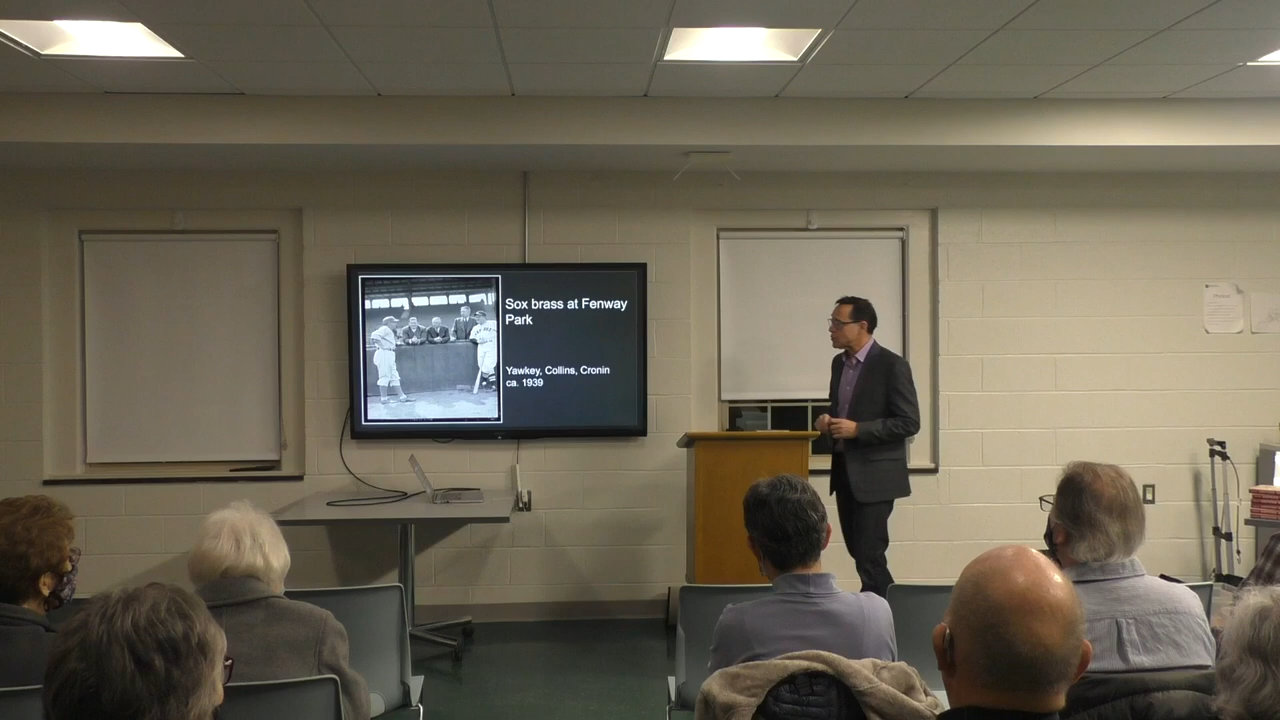 Sox brass at Fenway
Park
Yawkey, Collins, Cronin
ca. 1939